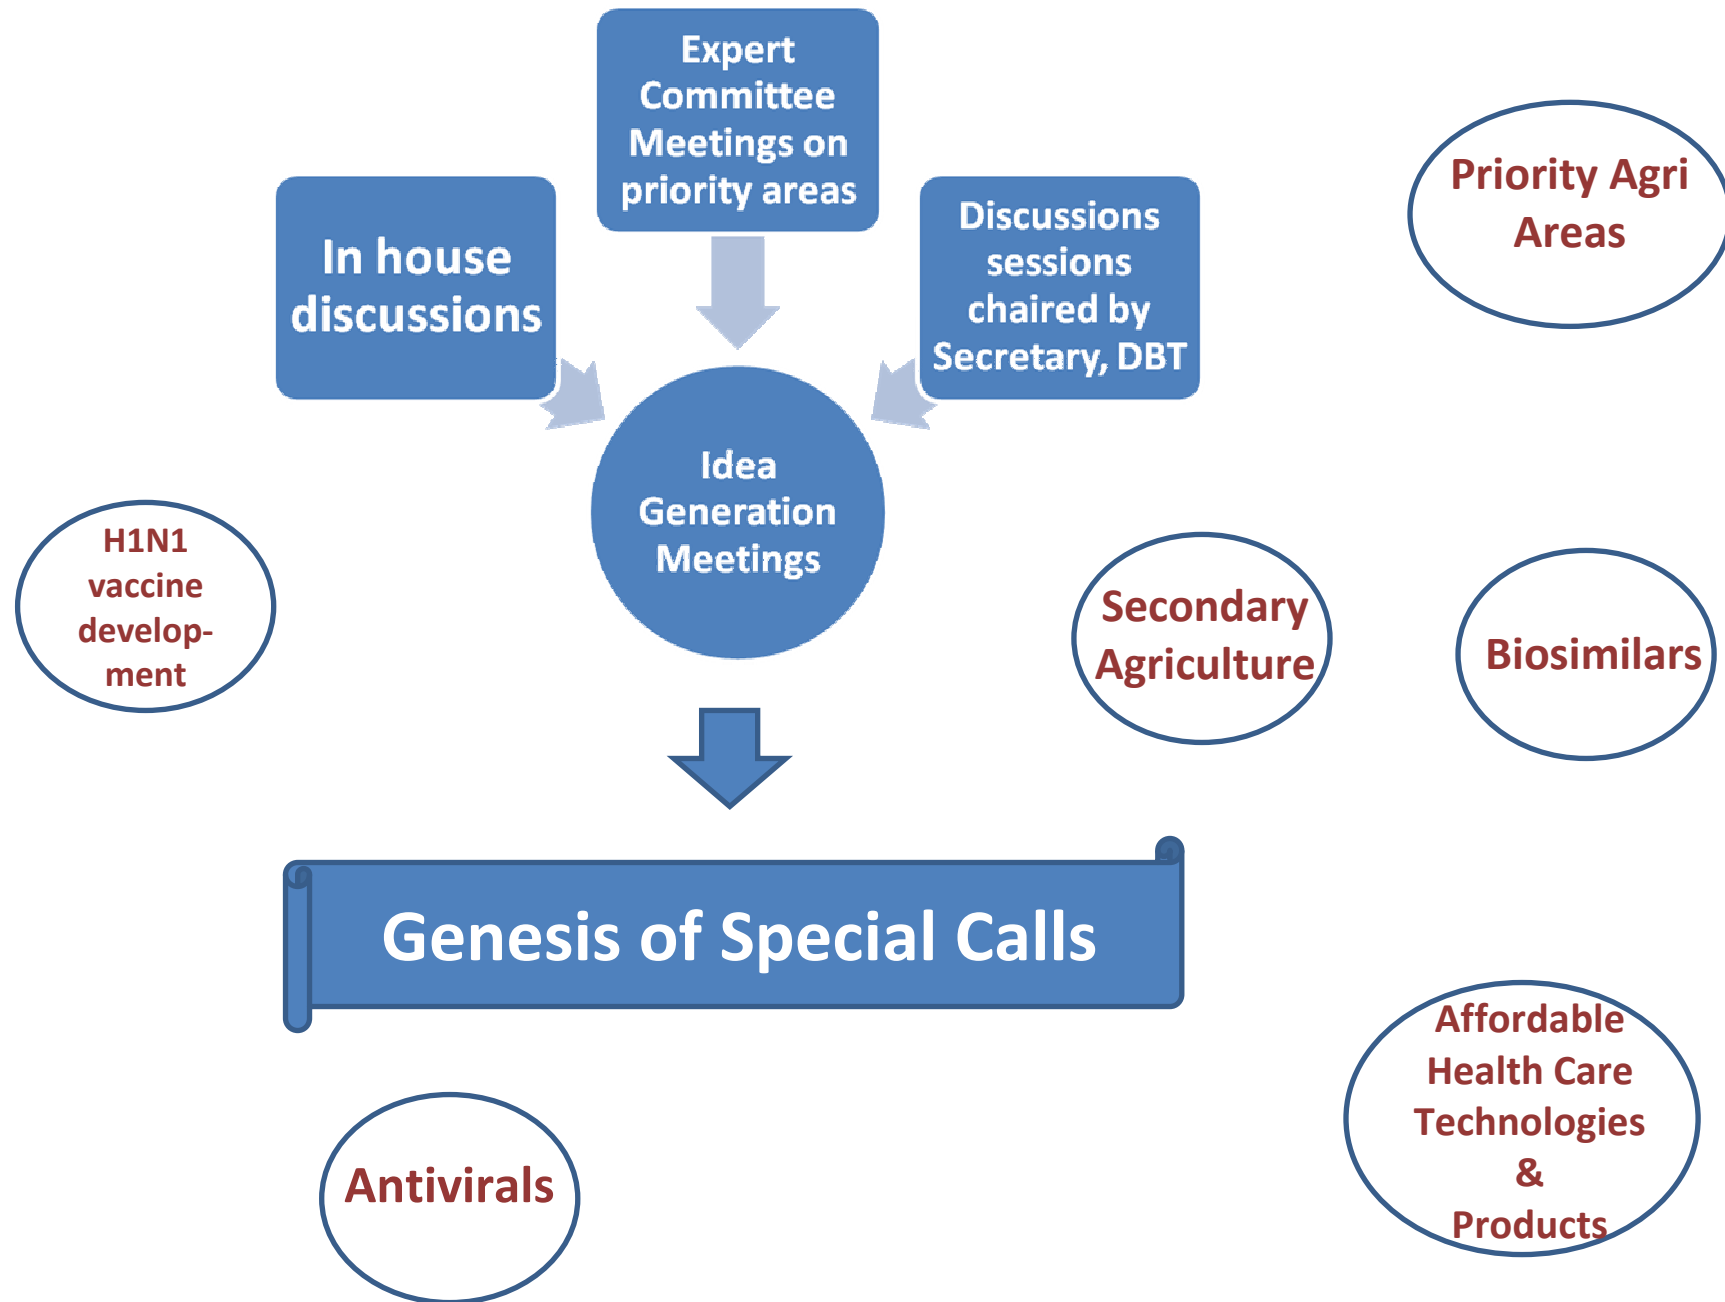 Expert
Committee
Meetings on
priority areas
In house
discussions
Discussions
sessions
chaired by
Secretary, DBT
Priority Agri
Areas
Idea
Generation
Meetings
H1N1
vaccine
develop-
ment
Secondary
Agriculture
Biosimilars
Genesis of Special Calls
Affordable
Health Care
Technologies
&
Products
Antivirals